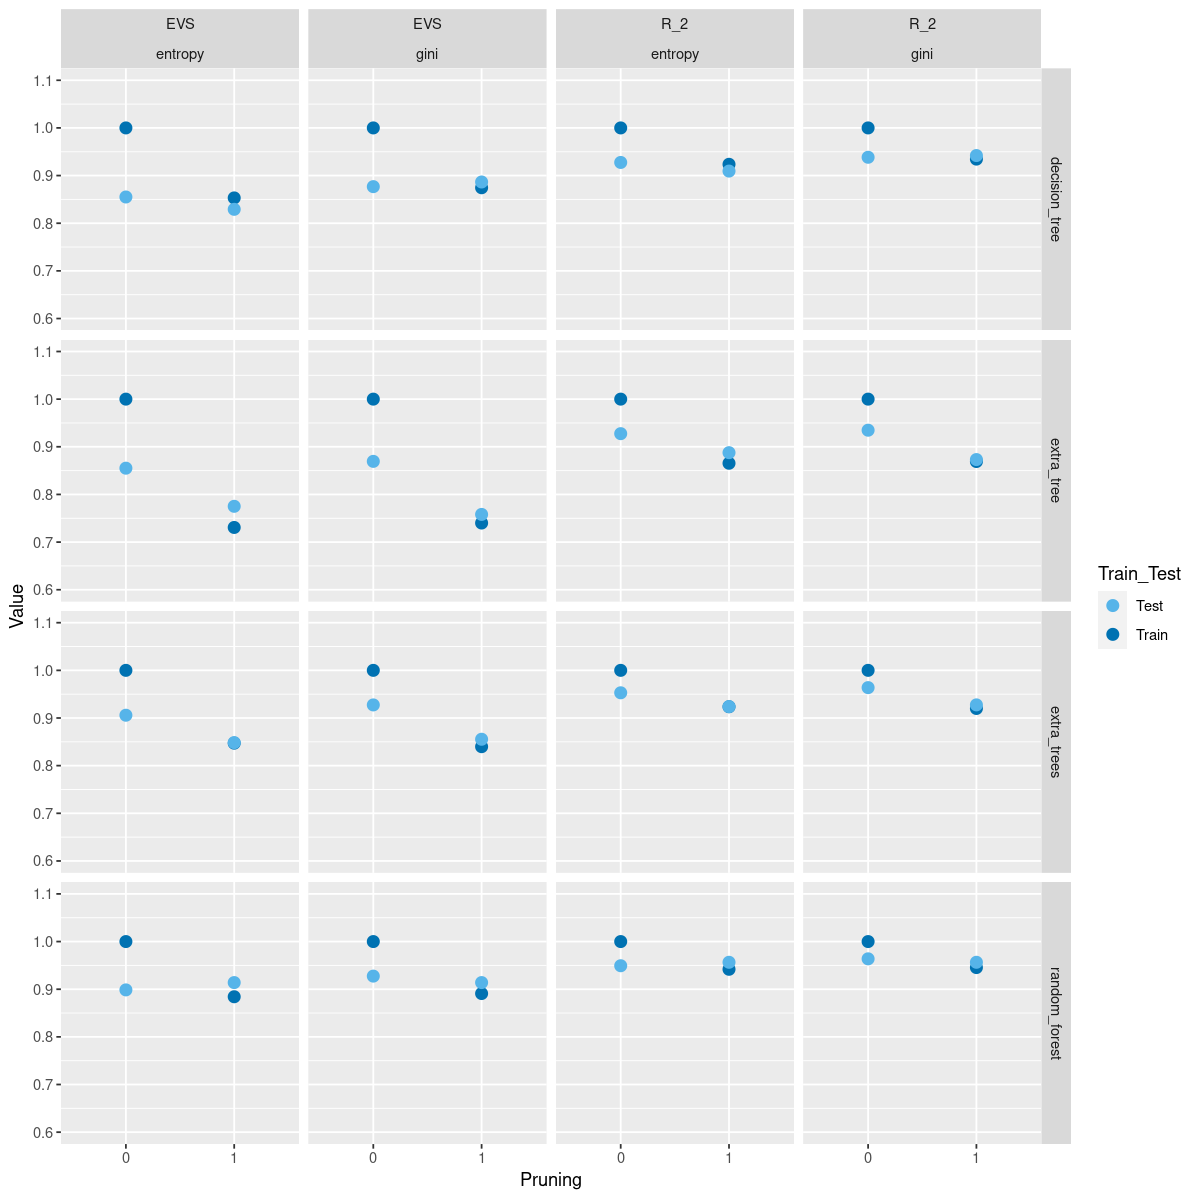 EVS EVS R_2 R_2
entropy gini entropy gini
1.1
1.0
0.9
0.8
0.7
0.6
decision_tree
1.1
1.0
0.9
0.8
0.7
0.6
extra_tree
1.1
1.0
0.9
0.8
0.7
0.6
extra_trees
1.1
1.0
0.9
0.8
0.7
0.6
random_forest
0 1 0 1 0 1 0 1
Pruning
Value
Train_Test
Test
Train